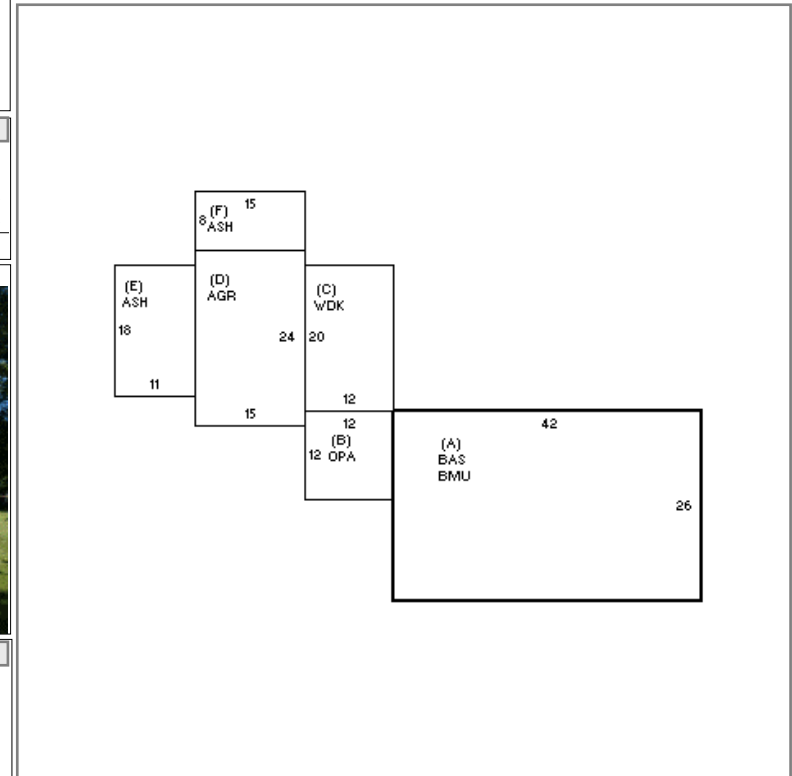 15
8 (F)
ASH
(E)
ASH
18
11
(D)
AGR
24
15
(C)
WDK
20
12
12
(B)
12 OPA
42
(A)
BAS
BMU
26